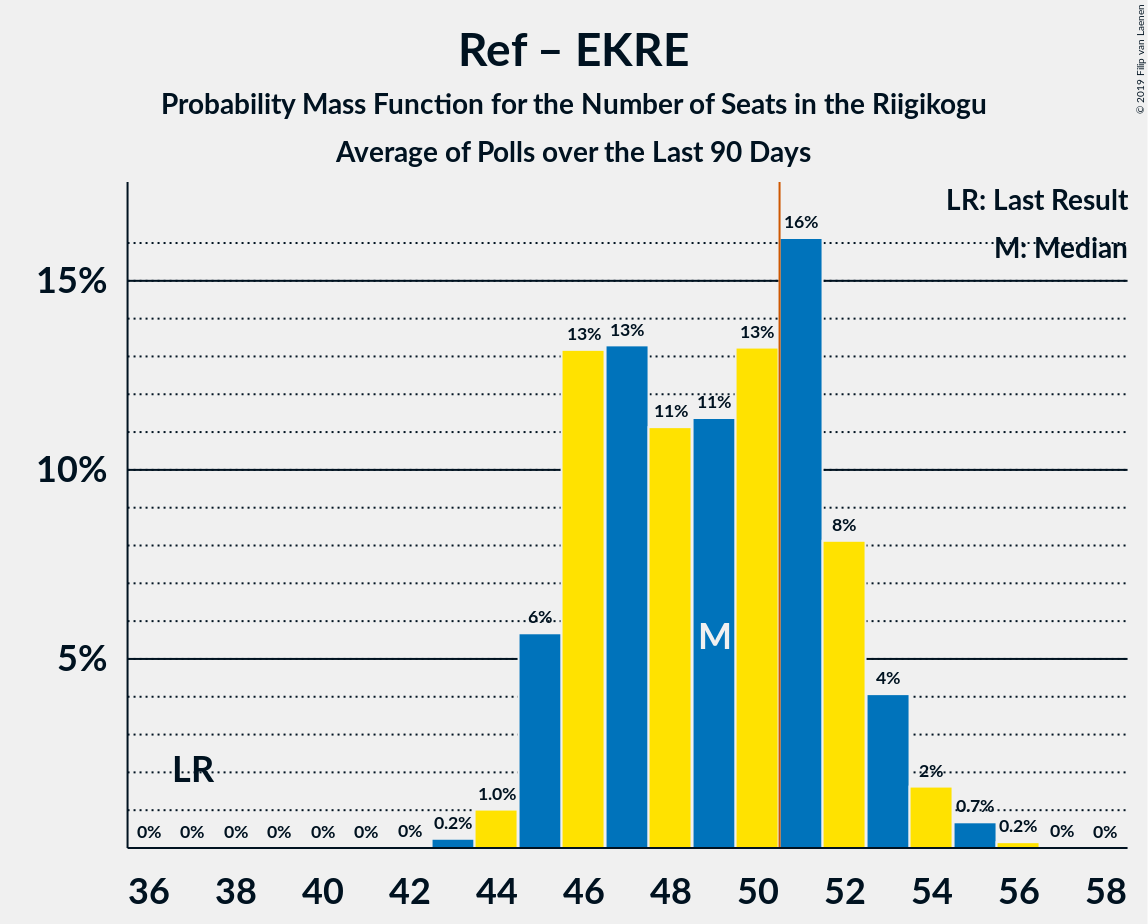 Ref – EKRE
Probability Mass Function for the Number of Seats in the Riigikogu
Average of Polls over the Last 90 Days
© 2019 Filip van Laenen
LR: Last Result
M: Median
15%
10%
5%
0%
0%
0%
0%
0%
0%
0%
0.2%
1.0%
6%
13%
13%
11%
11%
13%
16%
8%
4%
2%
0.7%
0.2%
0%
0%
LR
M
36 38 40 42 44 46 48 50 52 54 56 58